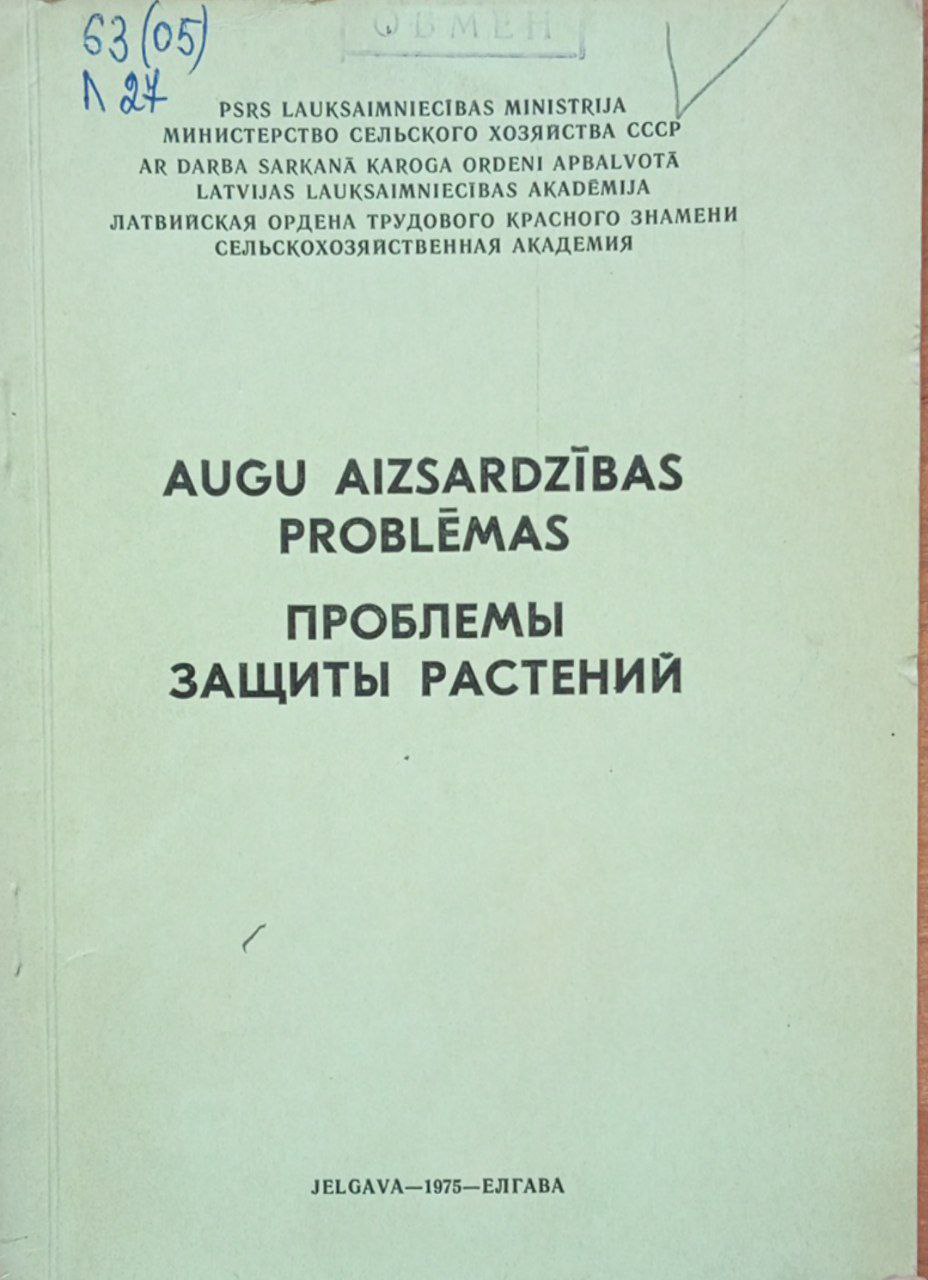 ОБМЕН
63(05)
Л 27
PSRS LAUKSAIMNIECĪBAS MINISTRIJA
МИНИСТЕРСТВО СЕЛЬСКОГО ХОЗЯЙСТВА СССР
AR DARBA SARKANĀ KAROGA ORDENI APBALVOTĀ
LATVIJAS LAUKSAIMNIECĪBAS AKADĒMIJA
ЛАТВИЙСКАЯ ОРДЕНА ТРУДОВОГО КРАСНОГО ЗНАМЕНИ
СЕЛЬСКОХОЗЯЙСТВЕННАЯ АКАДЕМИЯ
AUGU AIZSARDZĪBAS
PROBLĒMAS
ПРОБЛЕМЫ
ЗАЩИТЫ РАСТЕНИЙ
JELGAVA—1975—ЕЛГАВА